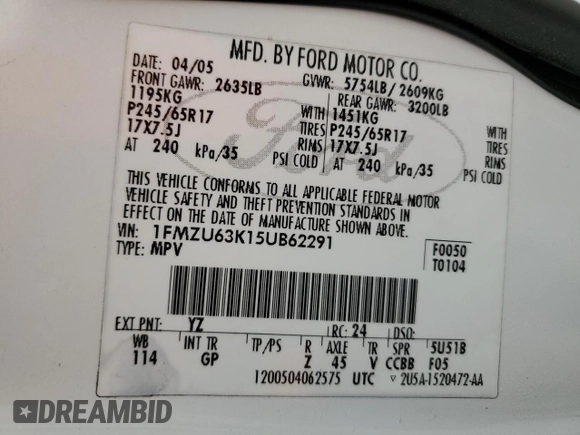 MFD. BY FORD MOTOR CO.
DATE: 04/05 GVWR: 5754LB/2609KG
FRONT GAWR: 2635LB REAR GAWR: 3200LB
1195KG WITH 1451KG WITH
P245/65R17 TIRES P245/65R17 TIRES
17X7.5J RIMS 17X7.5J RIMS
AT 240 kPa/35 PSI COLD AT 240 kPa/35 PSI COLD
Ford
THIS VEHICLE CONFORMS TO ALL APPLICABLE FEDERAL MOTOR
VEHICLE SAFETY AND THEFT PREVENTION STANDARDS IN
EFFECT ON THE DATE OF MANUFACTURE SHOWN ABOVE.
VIN: 1FMZU63K15UB62291 F0050
TYPE: MPV T0104
EXT PNT: YZ RC: 24 DSO:
WB INT TR TP/PS R AXLE TR SPR 5U51B
114 GP Z 45 V CCBB F05
1200504062575 UTC 2U5A-1520472-AA
DREAMBID